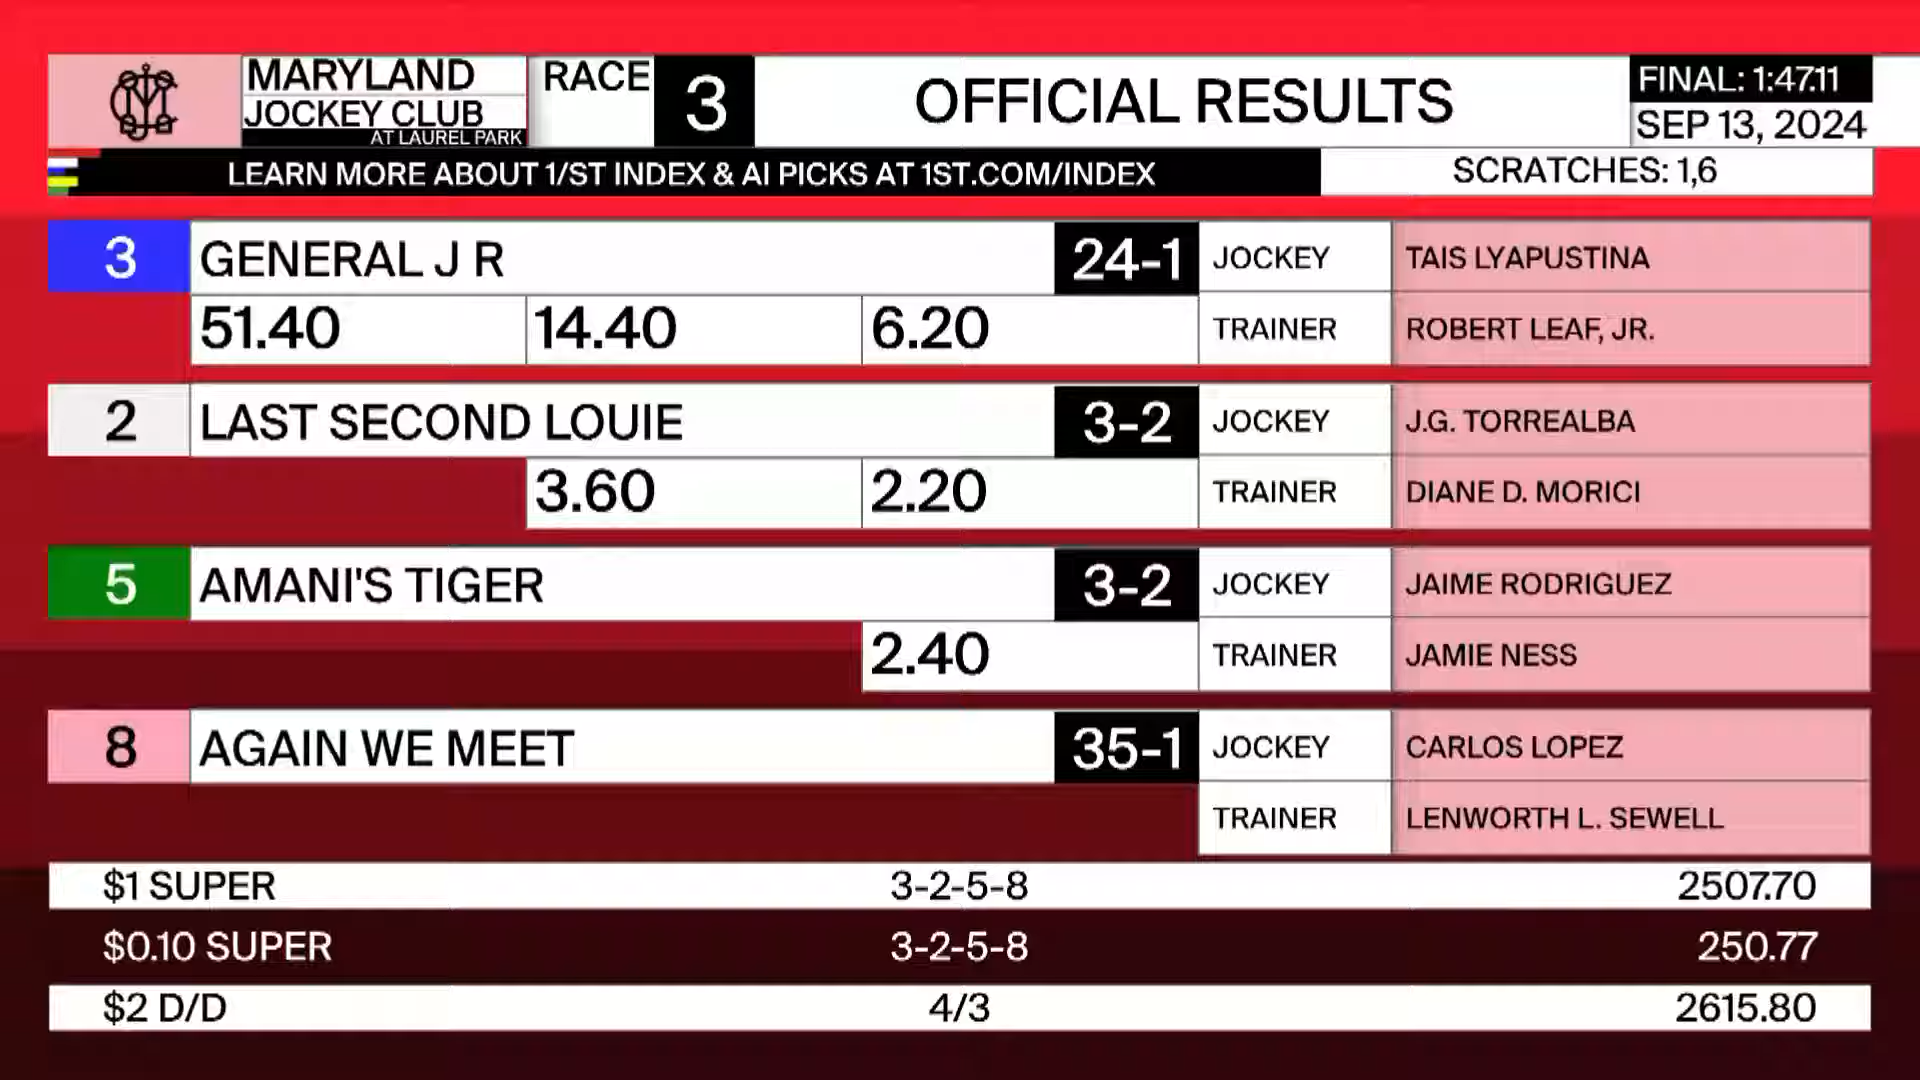 MARYLAND
JOCKEY CLUB
AT LAUREL PARK
RACE 3
OFFICIAL RESULTS
FINAL: 1:47.11
SEP 13, 2024
LEARN MORE ABOUT 1/ST INDEX & AI PICKS AT 1ST.COM/INDEX
SCRATCHES: 1,6
3 GENERAL J R 24-1 JOCKEY TAIS LYAPUSTINA
51.40 14.40 6.20 TRAINER ROBERT LEAF, JR.
2 LAST SECOND LOUIE 3-2 JOCKEY J.G. TORREALBA
3.60 2.20 TRAINER DIANE D. MORICI
5 AMANI'S TIGER 3-2 JOCKEY JAIME RODRIGUEZ
2.40 TRAINER JAMIE NESS
8 AGAIN WE MEET 35-1 JOCKEY CARLOS LOPEZ
TRAINER LENWORTH L. SEWELL
$1 SUPER 3-2-5-8 2507.70
$0.10 SUPER 3-2-5-8 250.77
$2 D/D 4/3 2615.80